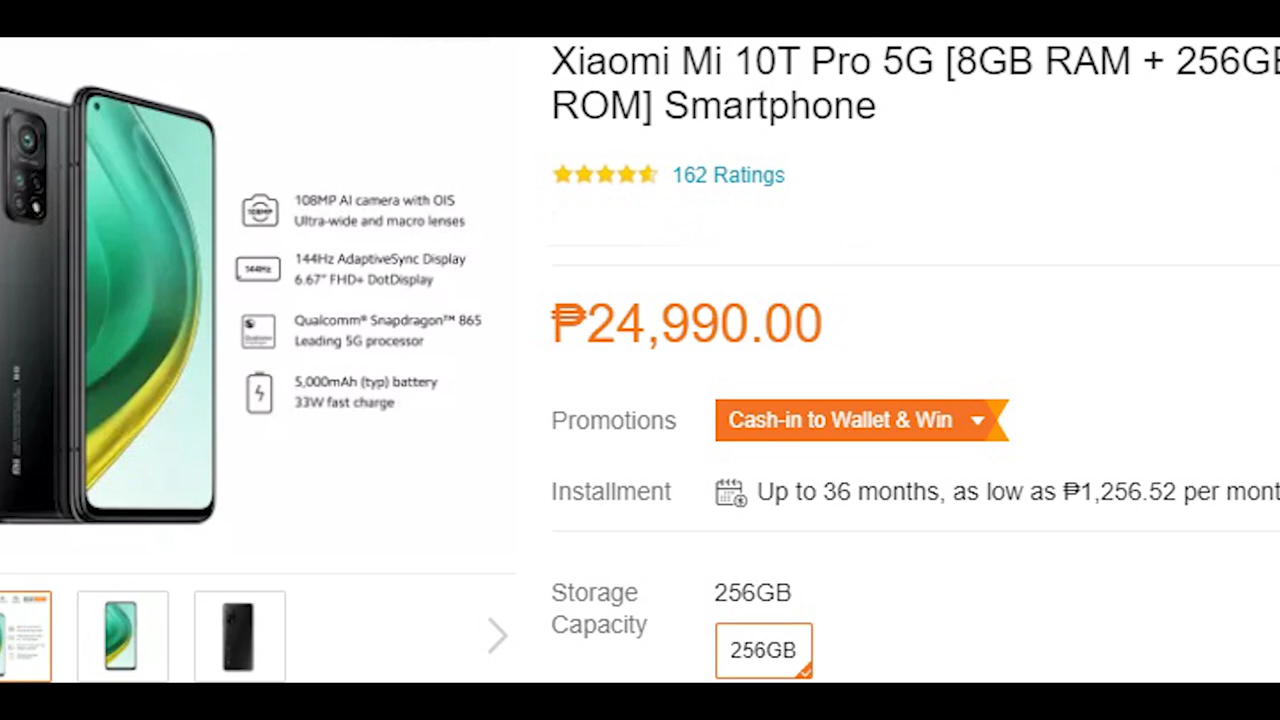 Xiaomi Mi 10T Pro 5G [8GB RAM + 256GB
ROM] Smartphone
162 Ratings
₱24,990.00
Promotions
Cash-in to Wallet & Win
Installment
Up to 36 months, as low as ₱1,256.52 per mont
Storage
Capacity
256GB
256GB
108MP
108MP AI camera with OIS
Ultra-wide and macro lenses
144Hz
144Hz AdaptiveSync Display
6.67" FHD+ DotDisplay
Qualcomm® Snapdragon™ 865
Leading 5G processor
5,000mAh (typ) battery
33W fast charge